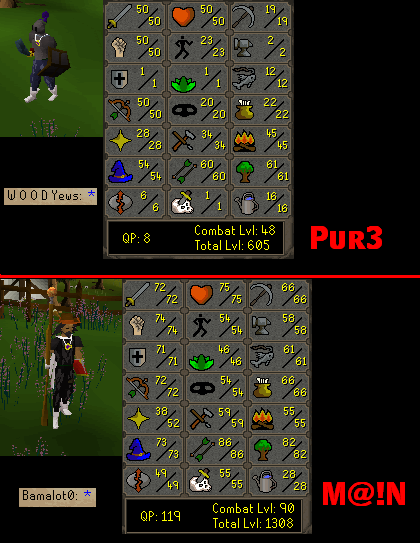 50/50 50/50 19/19
50/50 23/23 2/2
1/1 1/1 12/12
50/50 20/20 22/22
28/28 34/34 45/45
54/54 60/60 61/61
6/6 1/1 16/16
WOOD Yews: *
QP: 8
Combat Lvl: 48
Total Lvl: 605
PUR3
72/72 75/75 66/66
74/74 54/54 58/58
71/71 46/46 61/61
72/72 54/54 66/66
38/52 59/59 55/55
73/73 86/86 82/82
49/49 55/55 28/28
Bamalot0: *
QP: 119
Combat Lvl: 90
Total Lvl: 1308
M@!N